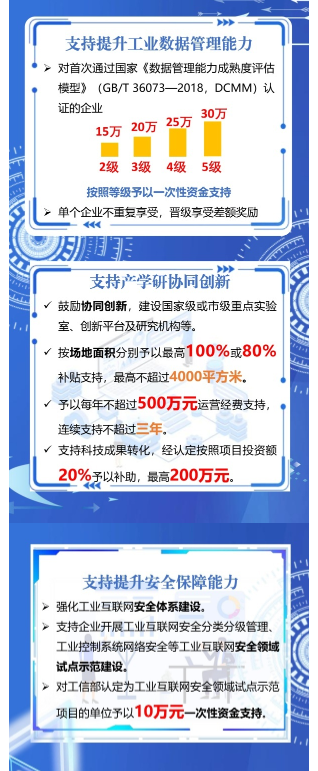 支持提升工业数据管理能力
➢ 对首次通过国家《数据管理能力成熟度评估
模型》（GB/T 36073—2018，DCMM）认
证的企业
15万 20万 25万 30万
2级 3级 4级 5级
按照等级予以一次性资金支持
➢ 单个企业不重复享受，晋级享受差额奖励
支持产学研协同创新
✓ 鼓励协同创新，建设国家级或市级重点实验
室、创新平台及研究机构等。
✓ 按场地面积分别予以最高100%或80%
补贴支持，最高不超过4000平方米。
✓ 予以每年不超过500万元运营经费支持，
连续支持不超过三年。
✓ 支持科技成果转化，经认定按照项目投资额
20%予以补助，最高200万元。
支持提升安全保障能力
➢ 强化工业互联网安全体系建设。
➢ 支持企业开展工业互联网安全分类分级管理、
工业控制系统网络安全等工业互联网安全领域
试点示范建设。
➢ 对工信部认定为工业互联网安全领域试点示范
项目的单位予以10万元一次性资金支持.